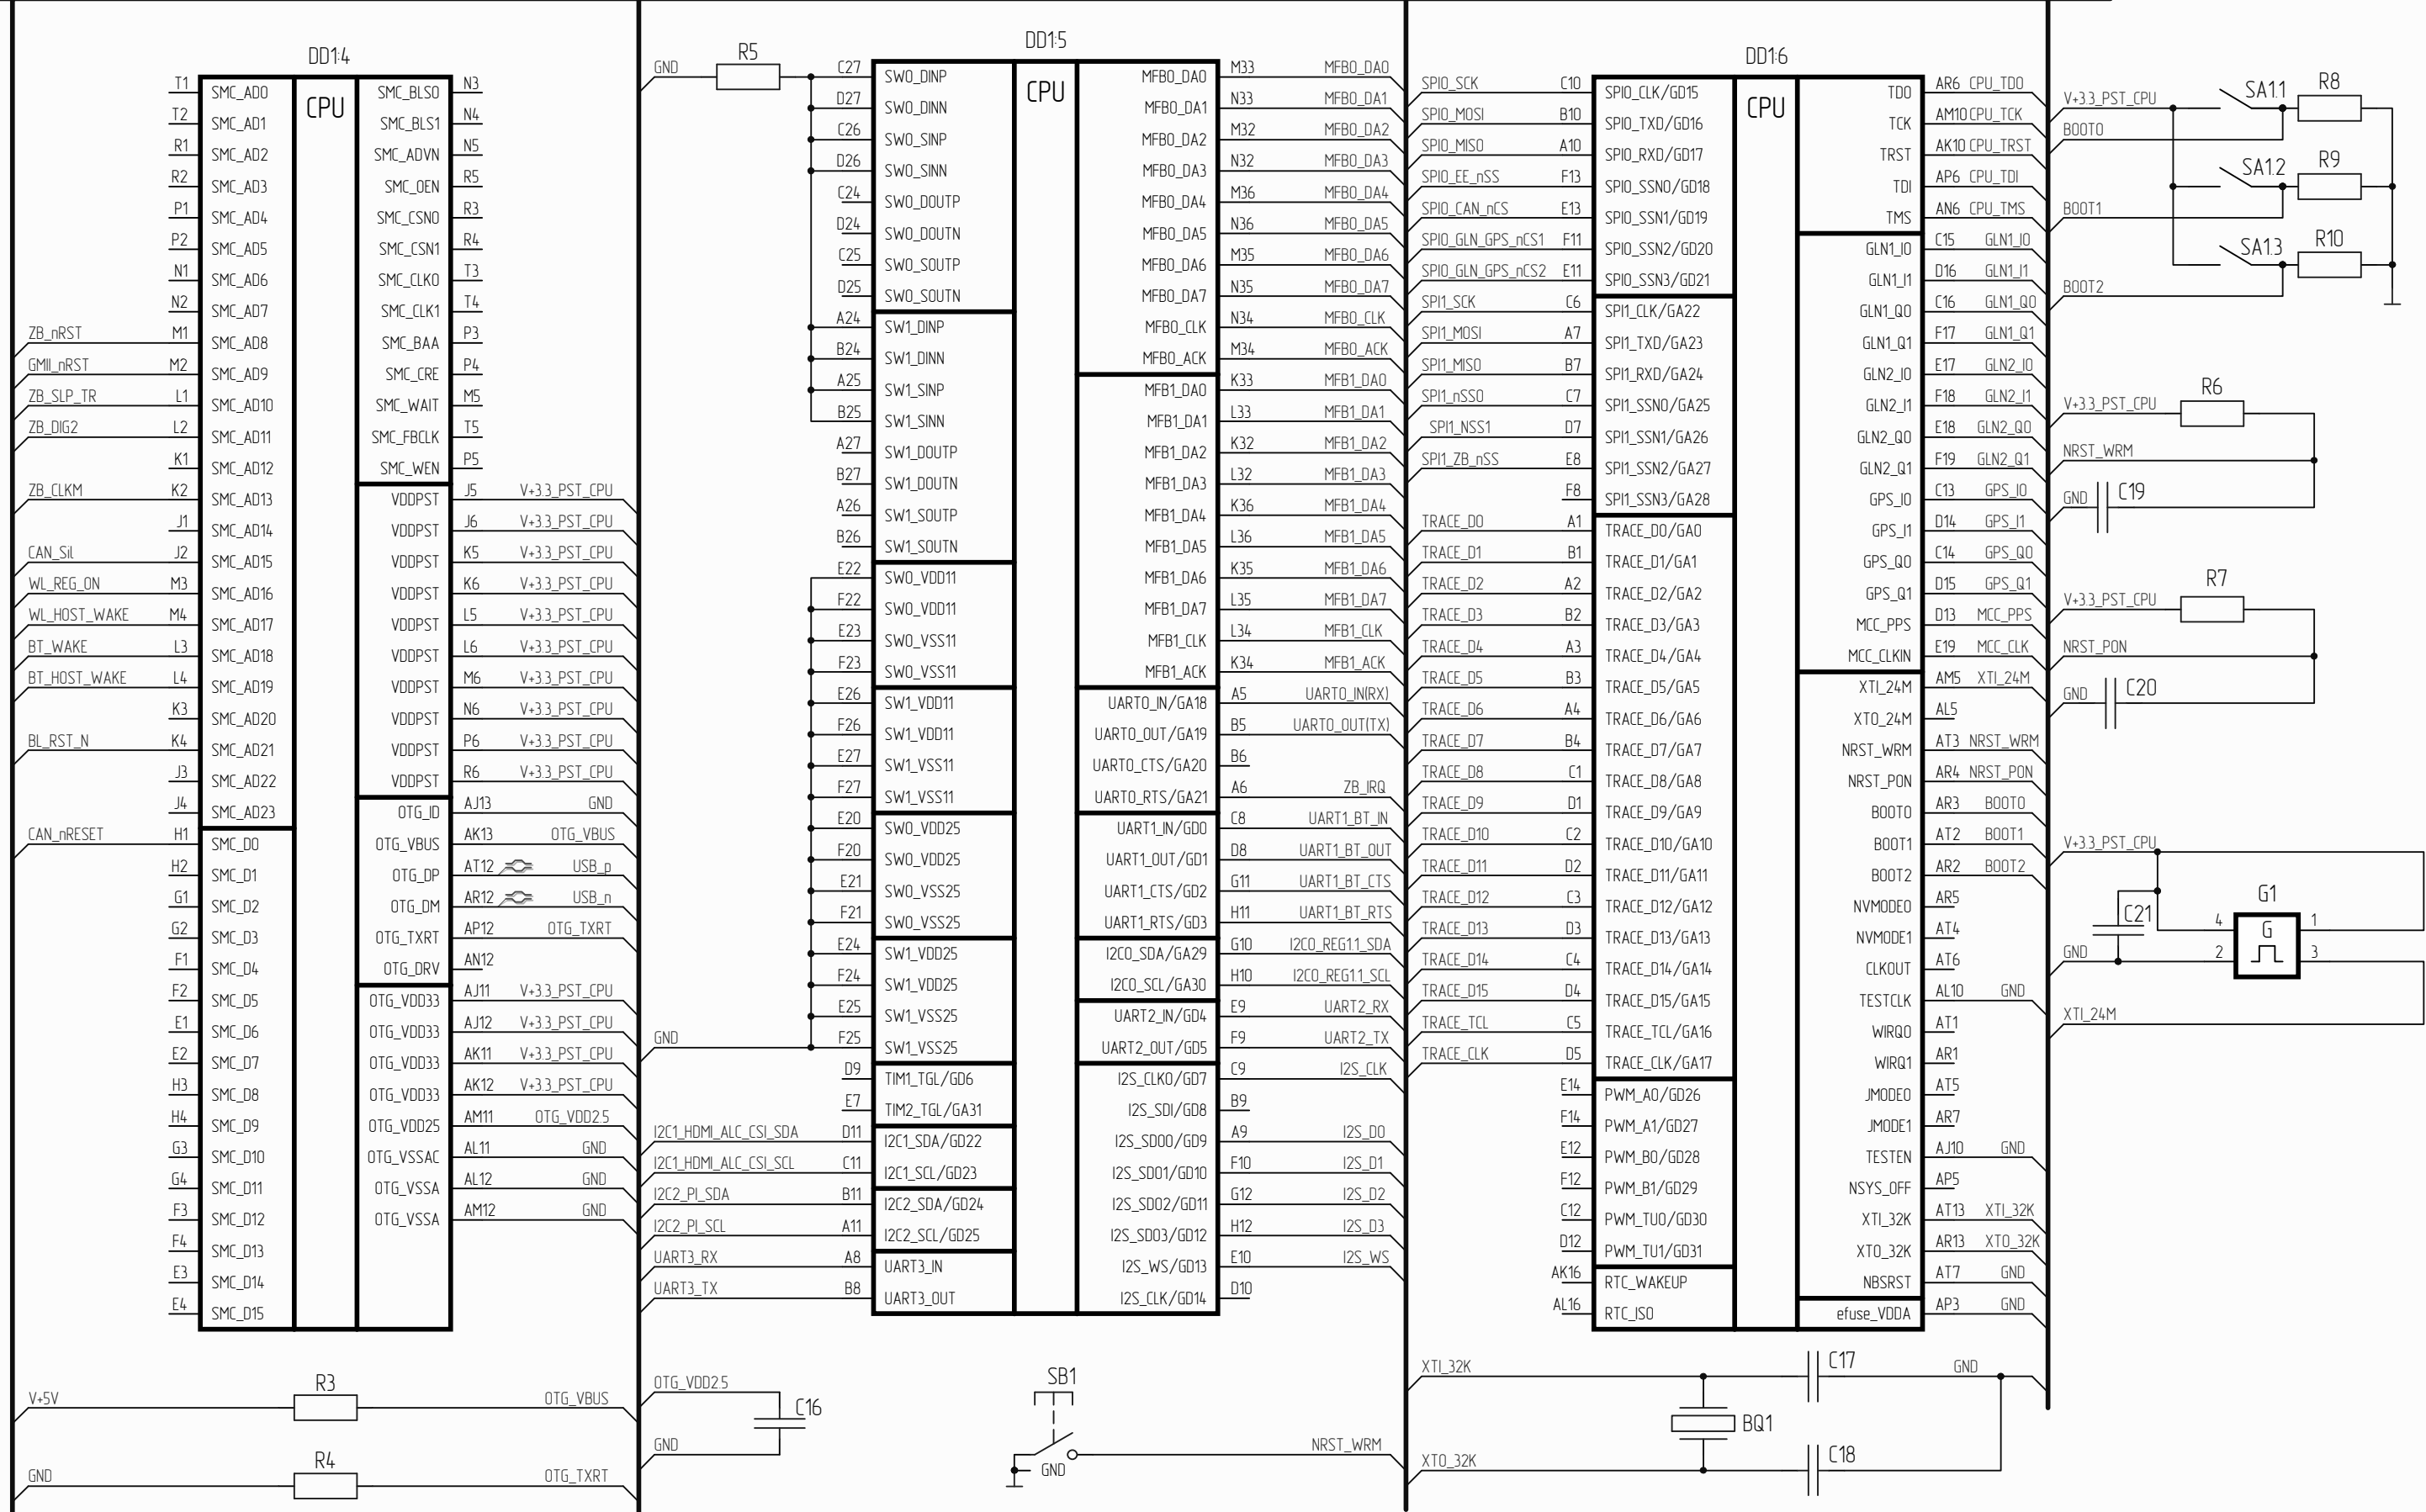 DD1:4
CPU
T1 SMC_AD0 SMC_BLS0 N3
T2 SMC_AD1 SMC_BLS1 N4
R1 SMC_AD2 SMC_ADVN N5
R2 SMC_AD3 SMC_OEN R5
P1 SMC_AD4 SMC_CSN0 R3
P2 SMC_AD5 SMC_CSN1 R4
N1 SMC_AD6 SMC_CLK0 T3
N2 SMC_AD7 SMC_CLK1 T4
ZB_nRST M1 SMC_AD8 SMC_BAA P3
GMII_nRST M2 SMC_AD9 SMC_CRE P4
ZB_SLP_TR L1 SMC_AD10 SMC_WAIT M5
ZB_DIG2 L2 SMC_AD11 SMC_FBCLK T5
K1 SMC_AD12 SMC_WEN P5
ZB_CLKM K2 SMC_AD13 VDDPST J5 V+3.3_PST_CPU
J1 SMC_AD14 VDDPST J6 V+3.3_PST_CPU
CAN_Sil J2 SMC_AD15 VDDPST K5 V+3.3_PST_CPU
WL_REG_ON M3 SMC_AD16 VDDPST K6 V+3.3_PST_CPU
WL_HOST_WAKE M4 SMC_AD17 VDDPST L5 V+3.3_PST_CPU
BT_WAKE L3 SMC_AD18 VDDPST L6 V+3.3_PST_CPU
BT_HOST_WAKE L4 SMC_AD19 VDDPST M6 V+3.3_PST_CPU
K3 SMC_AD20 VDDPST N6 V+3.3_PST_CPU
BL_RST_N K4 SMC_AD21 VDDPST P6 V+3.3_PST_CPU
J3 SMC_AD22 VDDPST R6 V+3.3_PST_CPU
J4 SMC_AD23 OTG_ID AJ13 GND
CAN_nRESET H1 SMC_D0 OTG_VBUS AK13 OTG_VBUS
H2 SMC_D1 OTG_DP AT12 USB_p
G1 SMC_D2 OTG_DM AR12 USB_n
G2 SMC_D3 OTG_TXRT AP12 OTG_TXRT
F1 SMC_D4 OTG_DRV AN12
F2 SMC_D5 OTG_VDD33 AJ11 V+3.3_PST_CPU
E1 SMC_D6 OTG_VDD33 AJ12 V+3.3_PST_CPU
E2 SMC_D7 OTG_VDD33 AK11 V+3.3_PST_CPU
H3 SMC_D8 OTG_VDD33 AK12 V+3.3_PST_CPU
H4 SMC_D9 OTG_VDD25 AM11 OTG_VDD2.5
G3 SMC_D10 OTG_VSSAC AL11 GND
G4 SMC_D11 OTG_VSSA AL12 GND
F3 SMC_D12 OTG_VSSA AM12 GND
F4 SMC_D13
E3 SMC_D14
E4 SMC_D15
V+5V R3 OTG_VBUS
GND R4 OTG_TXRT
DD1:5
CPU
GND R5 C27 SW0_DINP MFB0_DA0 M33 MFB0_DA0
D27 SW0_DINN MFB0_DA1 N33 MFB0_DA1
C26 SW0_SINP MFB0_DA2 M32 MFB0_DA2
D26 SW0_SINN MFB0_DA3 N32 MFB0_DA3
C24 SW0_DOUTP MFB0_DA4 M36 MFB0_DA4
D24 SW0_DOUTN MFB0_DA5 N36 MFB0_DA5
C25 SW0_SOUTP MFB0_DA6 M35 MFB0_DA6
D25 SW0_SOUTN MFB0_DA7 N35 MFB0_DA7
A24 SW1_DINP MFB0_CLK N34 MFB0_CLK
B24 SW1_DINN MFB0_ACK M34 MFB0_ACK
A25 SW1_SINP MFB1_DA0 K33 MFB1_DA0
B25 SW1_SINN MFB1_DA1 L33 MFB1_DA1
A27 SW1_DOUTP MFB1_DA2 K32 MFB1_DA2
B27 SW1_DOUTN MFB1_DA3 L32 MFB1_DA3
A26 SW1_SOUTP MFB1_DA4 K36 MFB1_DA4
B26 SW1_SOUTN MFB1_DA5 L36 MFB1_DA5
E22 SW0_VDD11 MFB1_DA6 K35 MFB1_DA6
F22 SW0_VDD11 MFB1_DA7 L35 MFB1_DA7
E23 SW0_VSS11 MFB1_CLK L34 MFB1_CLK
F23 SW0_VSS11 MFB1_ACK K34 MFB1_ACK
E26 SW1_VDD11 UART0_IN/GA18 A5 UART0_IN(RX)
F26 SW1_VDD11 UART0_OUT/GA19 B5 UART0_OUT(TX)
E27 SW1_VSS11 UART0_CTS/GA20 B6
F27 SW1_VSS11 UART0_RTS/GA21 A6 ZB_IRQ
E20 SW0_VDD25 UART1_IN/GD0 C8 UART1_BT_IN
F20 SW0_VDD25 UART1_OUT/GD1 D8 UART1_BT_OUT
E21 SW0_VSS25 UART1_CTS/GD2 G11 UART1_BT_CTS
F21 SW0_VSS25 UART1_RTS/GD3 H11 UART1_BT_RTS
E24 SW1_VDD25 I2C0_SDA/GA29 G10 I2C0_REG1.1_SDA
F24 SW1_VDD25 I2C0_SCL/GA30 H10 I2C0_REG1.1_SCL
E25 SW1_VSS25 UART2_IN/GD4 E9 UART2_RX
GND F25 SW1_VSS25 UART2_OUT/GD5 F9 UART2_TX
D9 TIM1_TGL/GD6 I2S_CLK0/GD7 C9 I2S_CLK
E7 TIM2_TGL/GA31 I2S_SDI/GD8 B9
I2C1_HDMI_ALC_CSI_SDA D11 I2C1_SDA/GD22 I2S_SDO0/GD9 A9 I2S_D0
I2C1_HDMI_ALC_CSI_SCL C11 I2C1_SCL/GD23 I2S_SDO1/GD10 F10 I2S_D1
I2C2_PI_SDA B11 I2C2_SDA/GD24 I2S_SDO2/GD11 G12 I2S_D2
I2C2_PI_SCL A11 I2C2_SCL/GD25 I2S_SDO3/GD12 H12 I2S_D3
UART3_RX A8 UART3_IN I2S_WS/GD13 E10 I2S_WS
UART3_TX B8 UART3_OUT I2S_CLK/GD14 D10
OTG_VDD2.5
C16
GND
SB1
GND
NRST_WRM
DD1:6
CPU
SPI0_SCK C10 SPI0_CLK/GD15 TDO AR6 CPU_TDO
SPI0_MOSI B10 SPI0_TXD/GD16 TCK AM10 CPU_TCK
SPI0_MISO A10 SPI0_RXD/GD17 TRST AK10 CPU_TRST
SPI0_EE_nSS F13 SPI0_SSN0/GD18 TDI AP6 CPU_TDI
SPI0_CAN_nCS E13 SPI0_SSN1/GD19 TMS AN6 CPU_TMS
SPI0_GLN_GPS_nCS1 F11 SPI0_SSN2/GD20 GLN1_I0 C15 GLN1_I0
SPI0_GLN_GPS_nCS2 E11 SPI0_SSN3/GD21 GLN1_I1 D16 GLN1_I1
SPI1_SCK C6 SPI1_CLK/GA22 GLN1_Q0 C16 GLN1_Q0
SPI1_MOSI A7 SPI1_TXD/GA23 GLN1_Q1 F17 GLN1_Q1
SPI1_MISO B7 SPI1_RXD/GA24 GLN2_I0 E17 GLN2_I0
SPI1_nSS0 C7 SPI1_SSN0/GA25 GLN2_I1 F18 GLN2_I1
SPI1_NSS1 D7 SPI1_SSN1/GA26 GLN2_Q0 E18 GLN2_Q0
SPI1_ZB_nSS E8 SPI1_SSN2/GA27 GLN2_Q1 F19 GLN2_Q1
F8 SPI1_SSN3/GA28 GPS_I0 C13 GPS_I0
TRACE_D0 A1 TRACE_D0/GA0 GPS_I1 D14 GPS_I1
TRACE_D1 B1 TRACE_D1/GA1 GPS_Q0 C14 GPS_Q0
TRACE_D2 A2 TRACE_D2/GA2 GPS_Q1 D15 GPS_Q1
TRACE_D3 B2 TRACE_D3/GA3 MCC_PPS D13 MCC_PPS
TRACE_D4 A3 TRACE_D4/GA4 MCC_CLKIN E19 MCC_CLK
TRACE_D5 B3 TRACE_D5/GA5 XTI_24M AM5 XTI_24M
TRACE_D6 A4 TRACE_D6/GA6 XTO_24M AL5
TRACE_D7 B4 TRACE_D7/GA7 NRST_WRM AT3 NRST_WRM
TRACE_D8 C1 TRACE_D8/GA8 NRST_PON AR4 NRST_PON
TRACE_D9 D1 TRACE_D9/GA9 BOOT0 AR3 BOOT0
TRACE_D10 C2 TRACE_D10/GA10 BOOT1 AT2 BOOT1
TRACE_D11 D2 TRACE_D11/GA11 BOOT2 AR2 BOOT2
TRACE_D12 C3 TRACE_D12/GA12 NVMODE0 AR5
TRACE_D13 D3 TRACE_D13/GA13 NVMODE1 AT4
TRACE_D14 C4 TRACE_D14/GA14 CLKOUT AT6
TRACE_D15 D4 TRACE_D15/GA15 TESTCLK AL10 GND
TRACE_TCL C5 TRACE_TCL/GA16 WIRQ0 AT1
TRACE_CLK D5 TRACE_CLK/GA17 WIRQ1 AR1
E14 PWM_A0/GD26 JMODE0 AT5
F14 PWM_A1/GD27 JMODE1 AR7
E12 PWM_B0/GD28 TESTEN AJ10 GND
F12 PWM_B1/GD29 NSYS_OFF AP5
C12 PWM_TU0/GD30 XTI_32K AT13 XTI_32K
D12 PWM_TU1/GD31 XTO_32K AR13 XTO_32K
AK16 RTC_WAKEUP NBSRST AT7 GND
AL16 RTC_ISO efuse_VDDA AP3 GND
XTI_32K C17 GND
BQ1
XTO_32K C18
V+3.3_PST_CPU SA1.1 R8
BOOT0
SA1.2 R9
BOOT1
SA1.3 R10
BOOT2
V+3.3_PST_CPU R6
NRST_WRM
GND C19
V+3.3_PST_CPU R7
NRST_PON
GND C20
V+3.3_PST_CPU
C21 G1
4 G 1
GND 2 3
XTI_24M